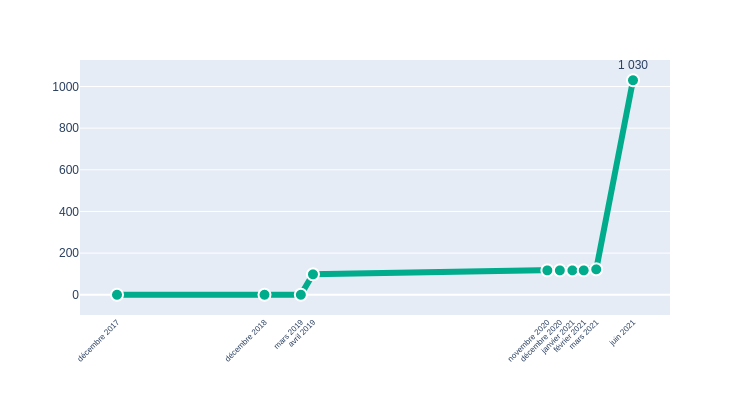 1 030
1000
800
600
400
200
0
décembre 2017
décembre 2018
mars 2019
avril 2019
novembre 2020
décembre 2020
janvier 2021
février 2021
mars 2021
juin 2021